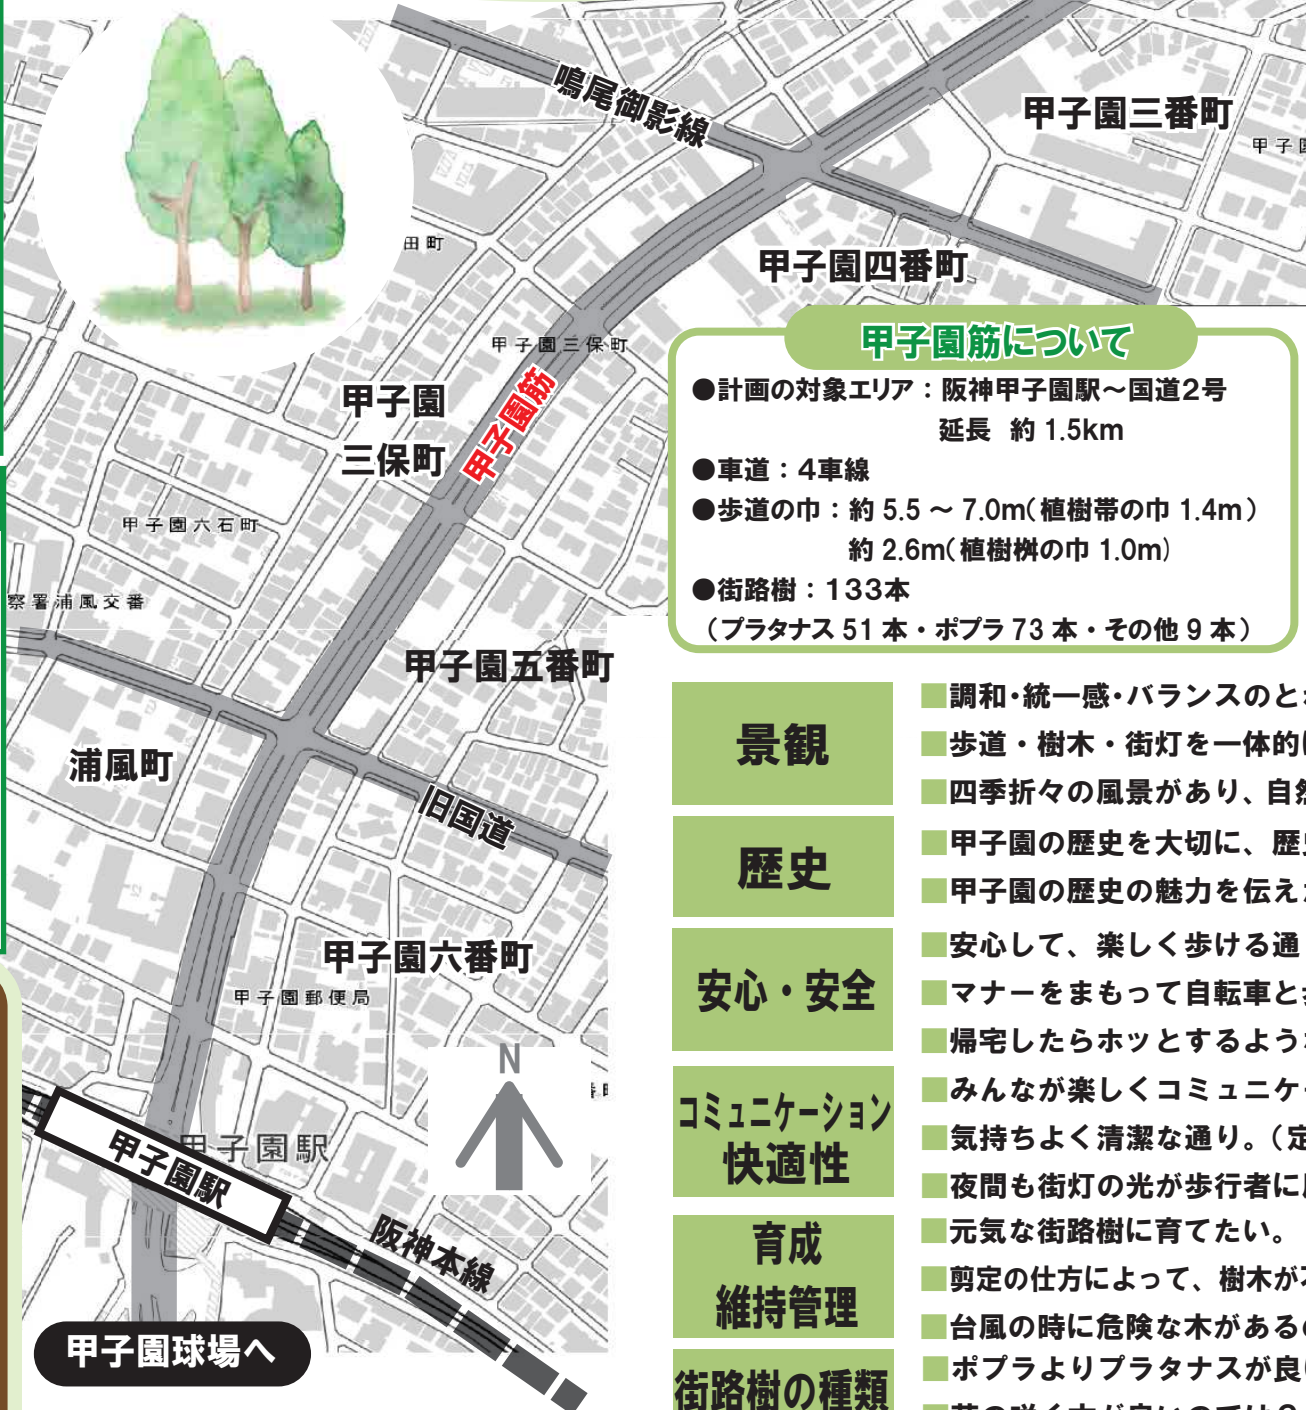 鳴尾御影線
甲子園三番町
甲子園
田町
甲子園四番町
甲子園三保町
甲子園
三保町
甲子園筋
甲子園六石町
察署浦風交番
甲子園五番町
浦風町
旧国道
甲子園六番町
甲子園郵便局
N
番町
甲子園駅
甲子園駅
阪神本線
甲子園球場へ
甲子園筋について
●計画の対象エリア：阪神甲子園駅～国道2号
延長 約 1.5km
●車道：4車線
●歩道の巾：約 5.5 ～ 7.0m(植樹帯の巾 1.4m)
約 2.6m(植樹桝の巾 1.0m)
●街路樹：133本
（プラタナス 51 本・ポプラ 73 本・その他 9 本）
景観
■調和・統一感・バランスのと
■歩道・樹木・街灯を一体的
■四季折々の風景があり、自然
歴史
■甲子園の歴史を大切に、歴史
■甲子園の歴史の魅力を伝え
安心・安全
■安心して、楽しく歩ける通
■マナーをまもって自転車と
■帰宅したらホッとするよう
コミュニケーション
快適性
■みんなが楽しくコミュニケ
■気持ちよく清潔な通り。（定
■夜間も街灯の光が歩行者に
育成
維持管理
■元気な街路樹に育てたい。
■剪定の仕方によって、樹木が
■台風の時に危険な木がある
街路樹の種類
■ポプラよりプラタナスが良